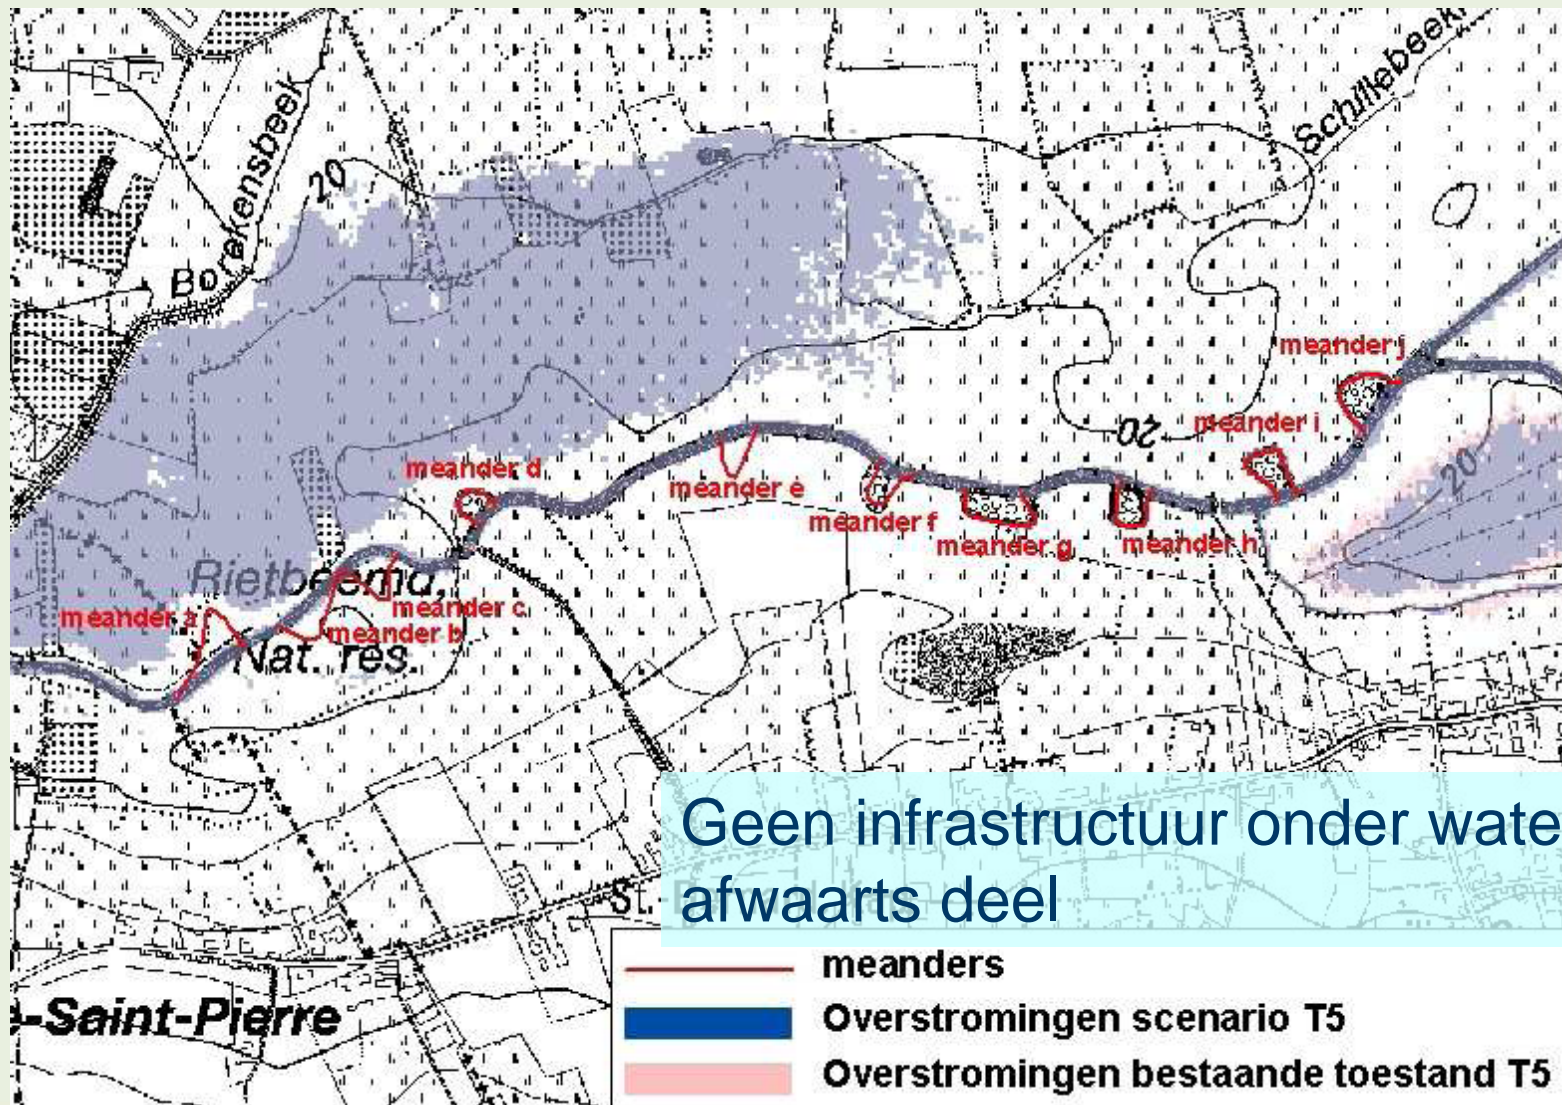 Schillebeek
Borekensbeek
20
meander j
meander i
20
meander d
20
meander e
meander f
meander g
meander h
Rietbeemd,
meander c
meander a
meander b
Nat. res.
Geen infrastructuur onder wate
afwaarts deel
St.
meanders
-Saint-Pierre
Overstromingen scenario T5
Overstromingen bestaande toestand T5